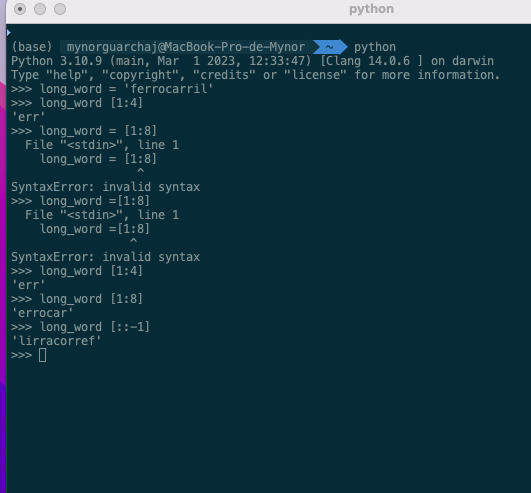 python
(base) mynorguarchaj@MacBook-Pro-de-Mynor ~ python
Python 3.10.9 (main, Mar  1 2023, 12:33:47) [Clang 14.0.6 ] on darwin
Type "help", "copyright", "credits" or "license" for more information.
>>> long_word = 'ferrocarril'
>>> long_word [1:4]
'err'
>>> long_word = [1:8]
  File "<stdin>", line 1
    long_word = [1:8]
                  ^
SyntaxError: invalid syntax
>>> long_word =[1:8]
  File "<stdin>", line 1
    long_word =[1:8]
                 ^
SyntaxError: invalid syntax
>>> long_word [1:4]
'err'
>>> long_word [1:8]
'errocar'
>>> long_word [::-1]
'lirracorref'
>>>